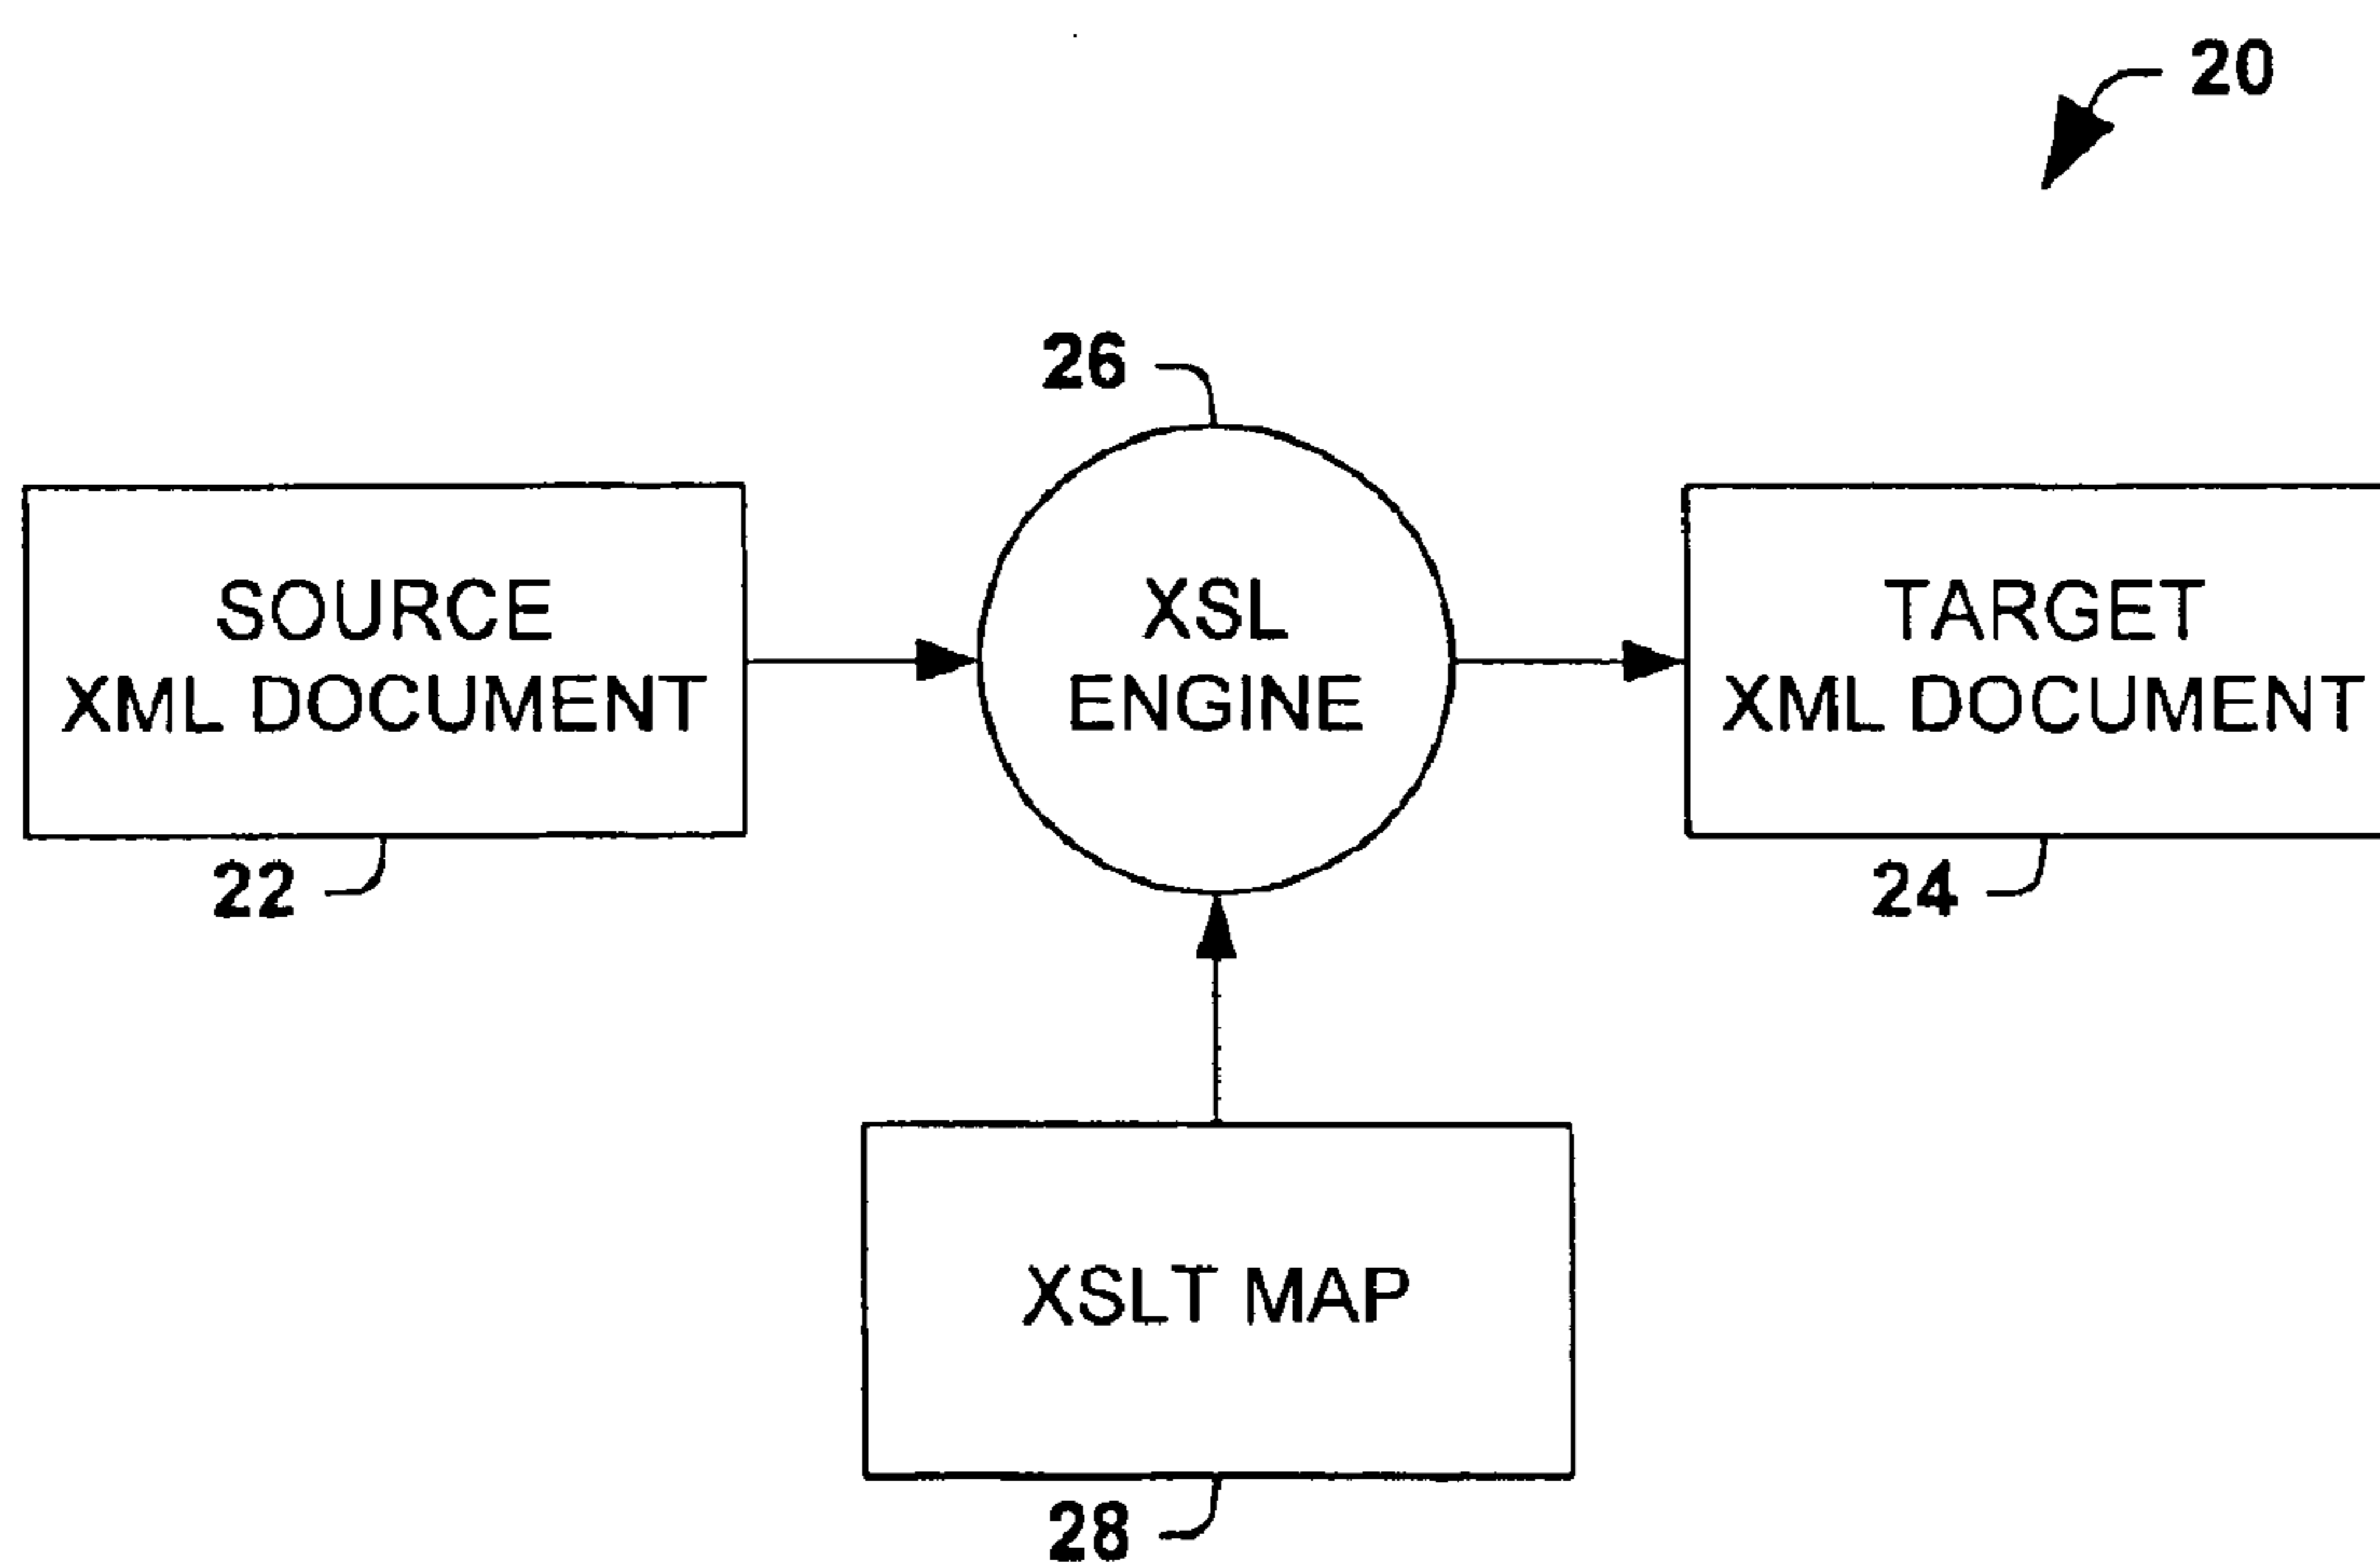 20
26
SOURCE
XML DOCUMENT
XSL
ENGINE
TARGET
XML DOCUMENT
22
24
XSLT MAP
28